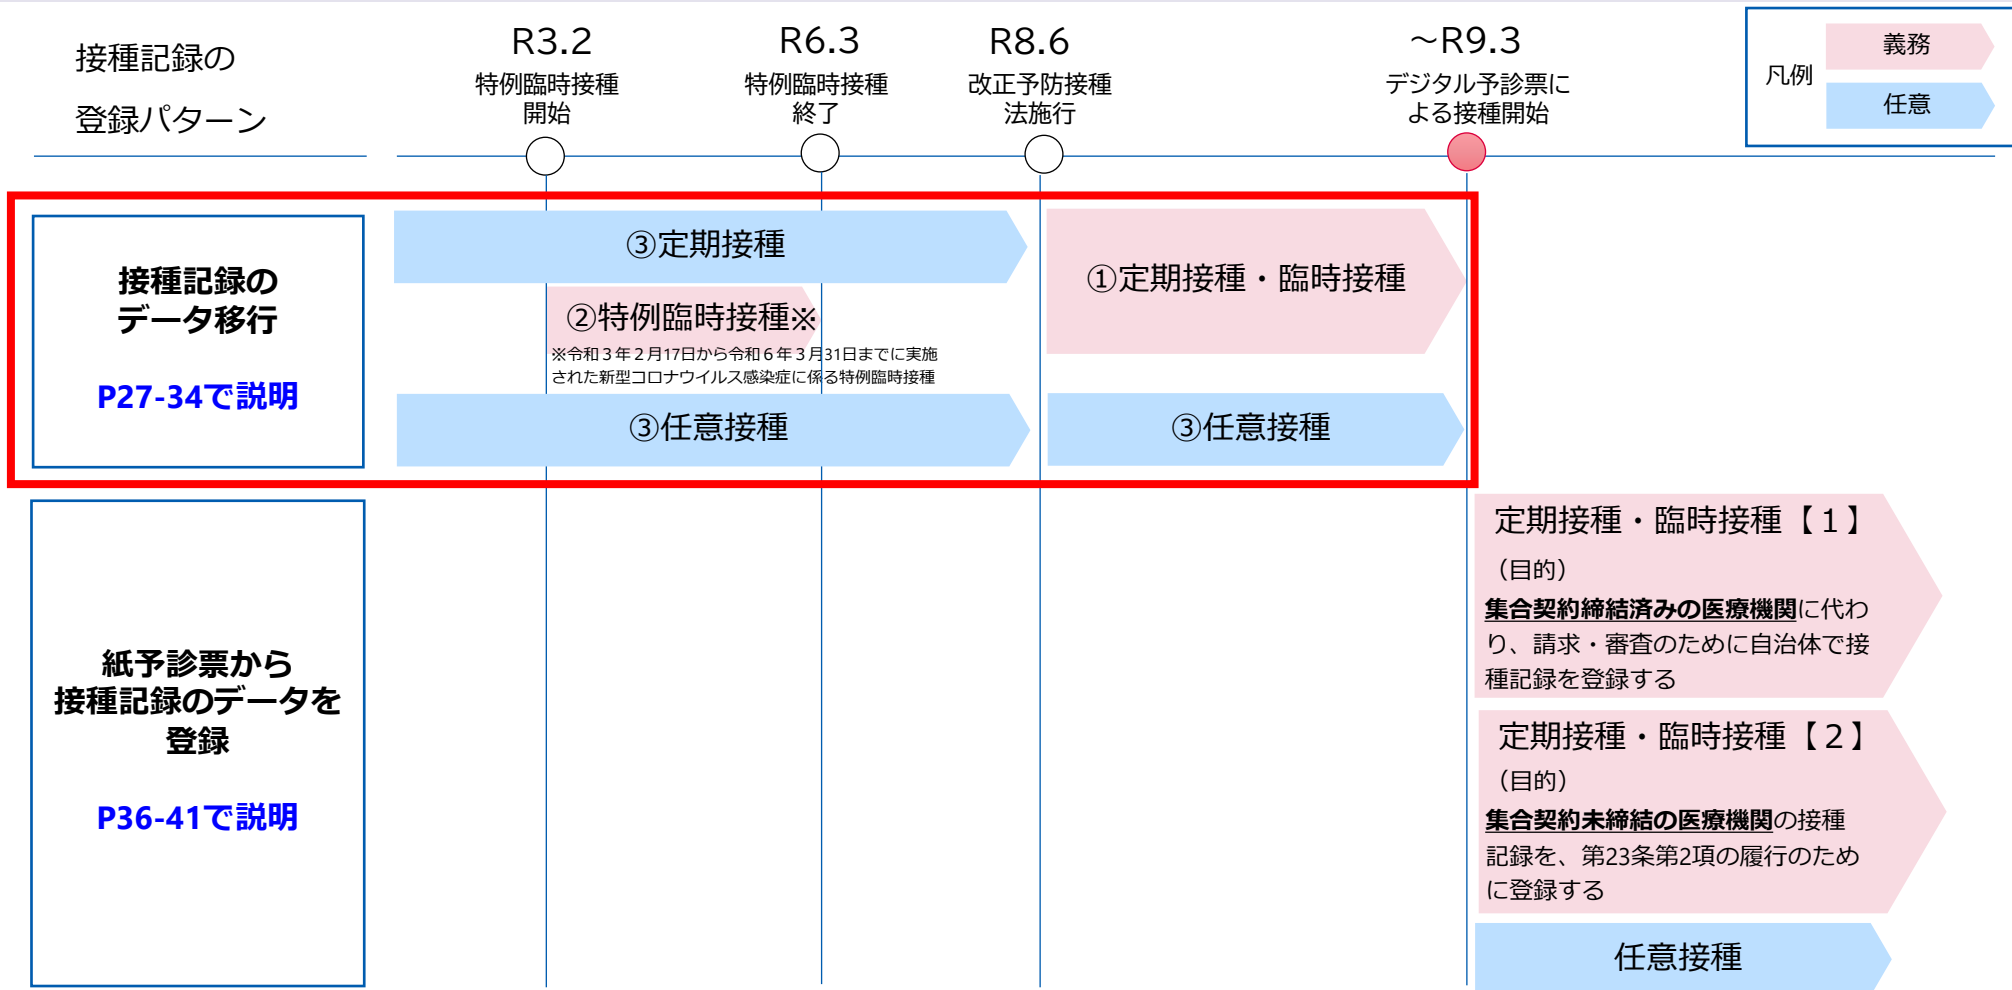 接種記録の
登録パターン
R3.2
特例臨時接種
開始
R6.3
特例臨時接種
終了
R8.6
改正予防接種
法施行
～R9.3
デジタル予診票に
よる接種開始
凡例
義務
任意
接種記録の
データ移行
P27-34で説明
③定期接種
①定期接種・臨時接種
②特例臨時接種※
※令和３年２月17日から令和６年３月31日までに実施
された新型コロナウイルス感染症に係る特例臨時接種
③任意接種
③任意接種
紙予診票から
接種記録のデータを
登録
P36-41で説明
定期接種・臨時接種【１】
（目的）
集合契約締結済みの医療機関に代わ
り、請求・審査のために自治体で接
種記録を登録する
定期接種・臨時接種【２】
（目的）
集合契約未締結の医療機関の接種
記録を、第23条第2項の履行のため
に登録する
任意接種